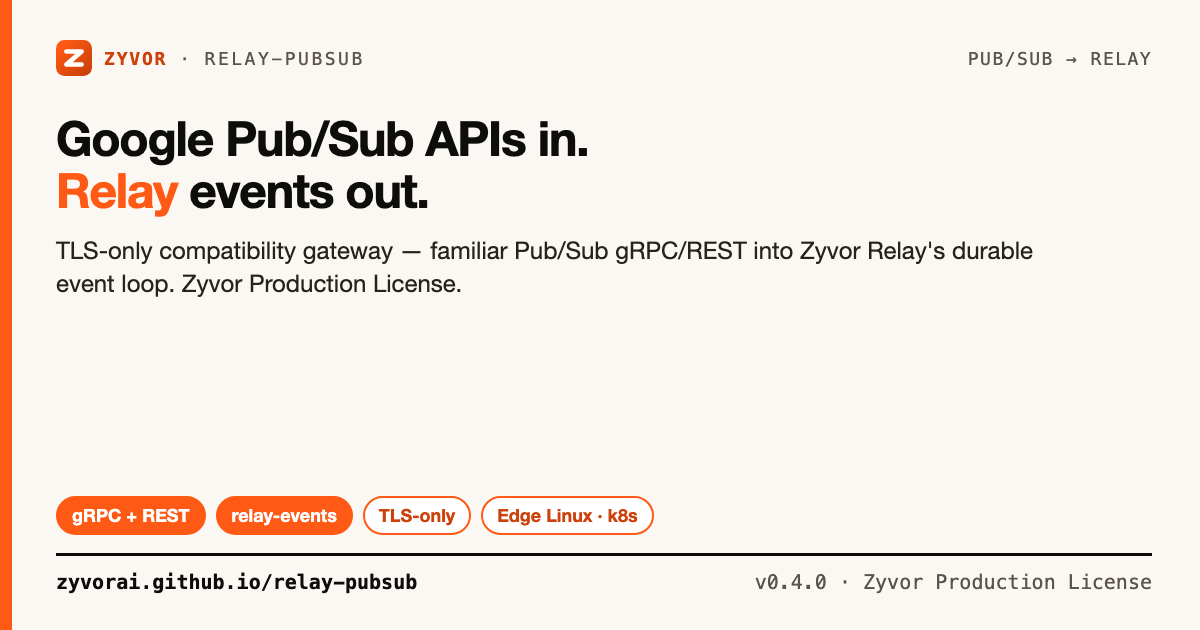 Z ZYVOR · RELAY-PUBSUB
PUB/SUB → RELAY
Google Pub/Sub APIs in.
Relay events out.
TLS-only compatibility gateway — familiar Pub/Sub gRPC/REST into Zyvor Relay's durable
event loop. Zyvor Production License.
gRPC + REST
relay-events
TLS-only
Edge Linux · k8s
zyvorai.github.io/relay-pubsub
v0.4.0 · Zyvor Production License